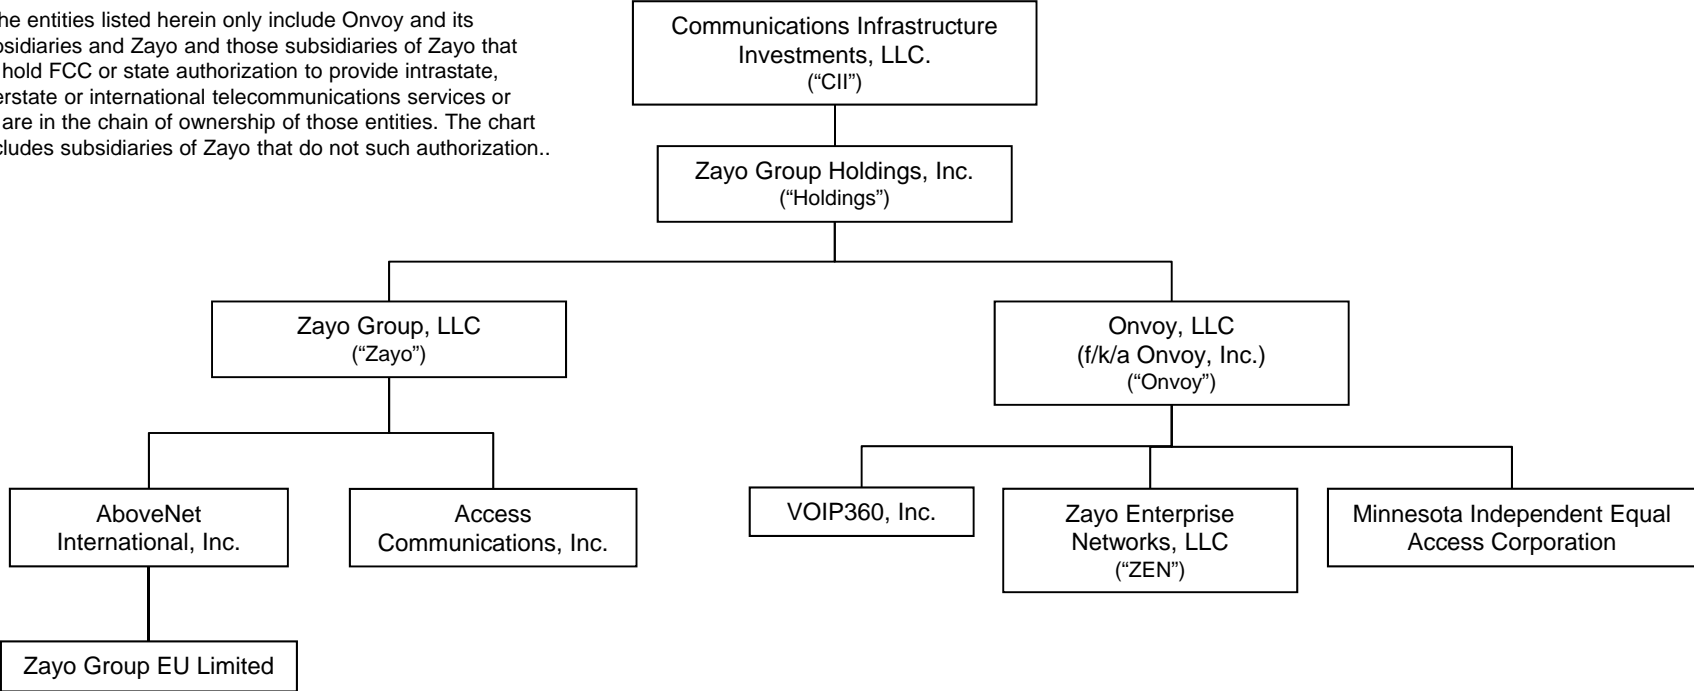 he entities listed herein only include Onvoy and its
bsidiaries and Zayo and those subsidiaries of Zayo that
hold FCC or state authorization to provide intrastate,
erstate or international telecommunications services or
are in the chain of ownership of those entities. The chart
cludes subsidiaries of Zayo that do not such authorization..
Communications Infrastructure
Investments, LLC.
(“CII”)
Zayo Group Holdings, Inc.
(“Holdings”)
Zayo Group, LLC
(“Zayo”)
Onvoy, LLC
(f/k/a Onvoy, Inc.)
(“Onvoy”)
AboveNet
International, Inc.
Access
Communications, Inc.
VOIP360, Inc.
Zayo Enterprise
Networks, LLC
(“ZEN”)
Minnesota Independent Equal
Access Corporation
Zayo Group EU Limited